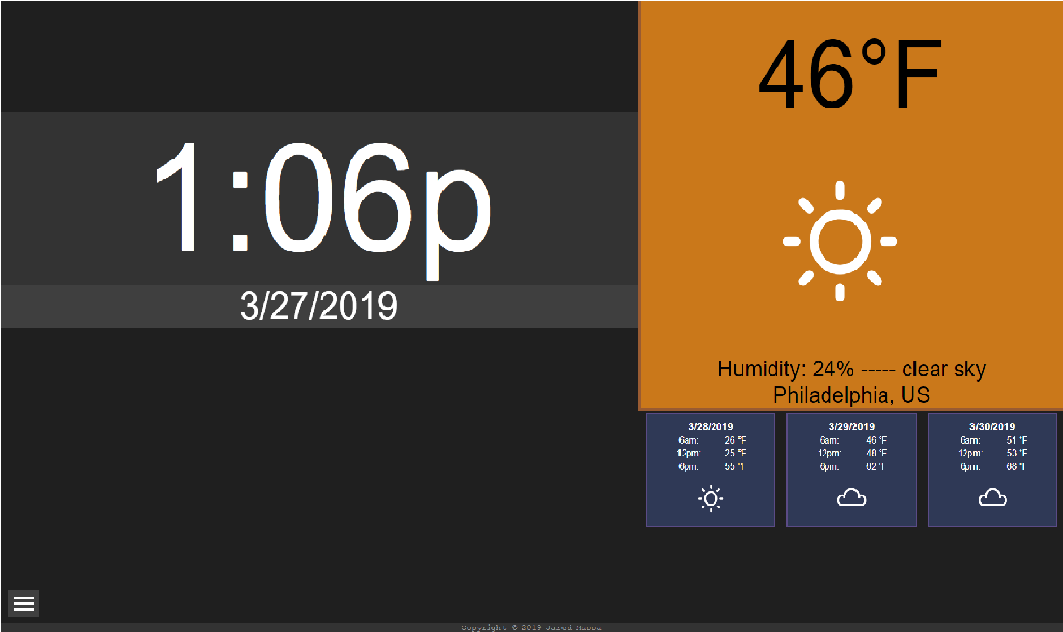 1:06p
3/27/2019
46°F
Humidity: 24% ----- clear sky
Philadelphia, US
3/28/2019
6am: 26 °F
12pm: 25 °F
6pm: 55 °F
3/29/2019
6am: 46 °F
12pm: 48 °F
6pm: 62 °F
3/30/2019
6am: 51 °F
12pm: 53 °F
6pm: 68 °F
Copyright © 2019 Jared